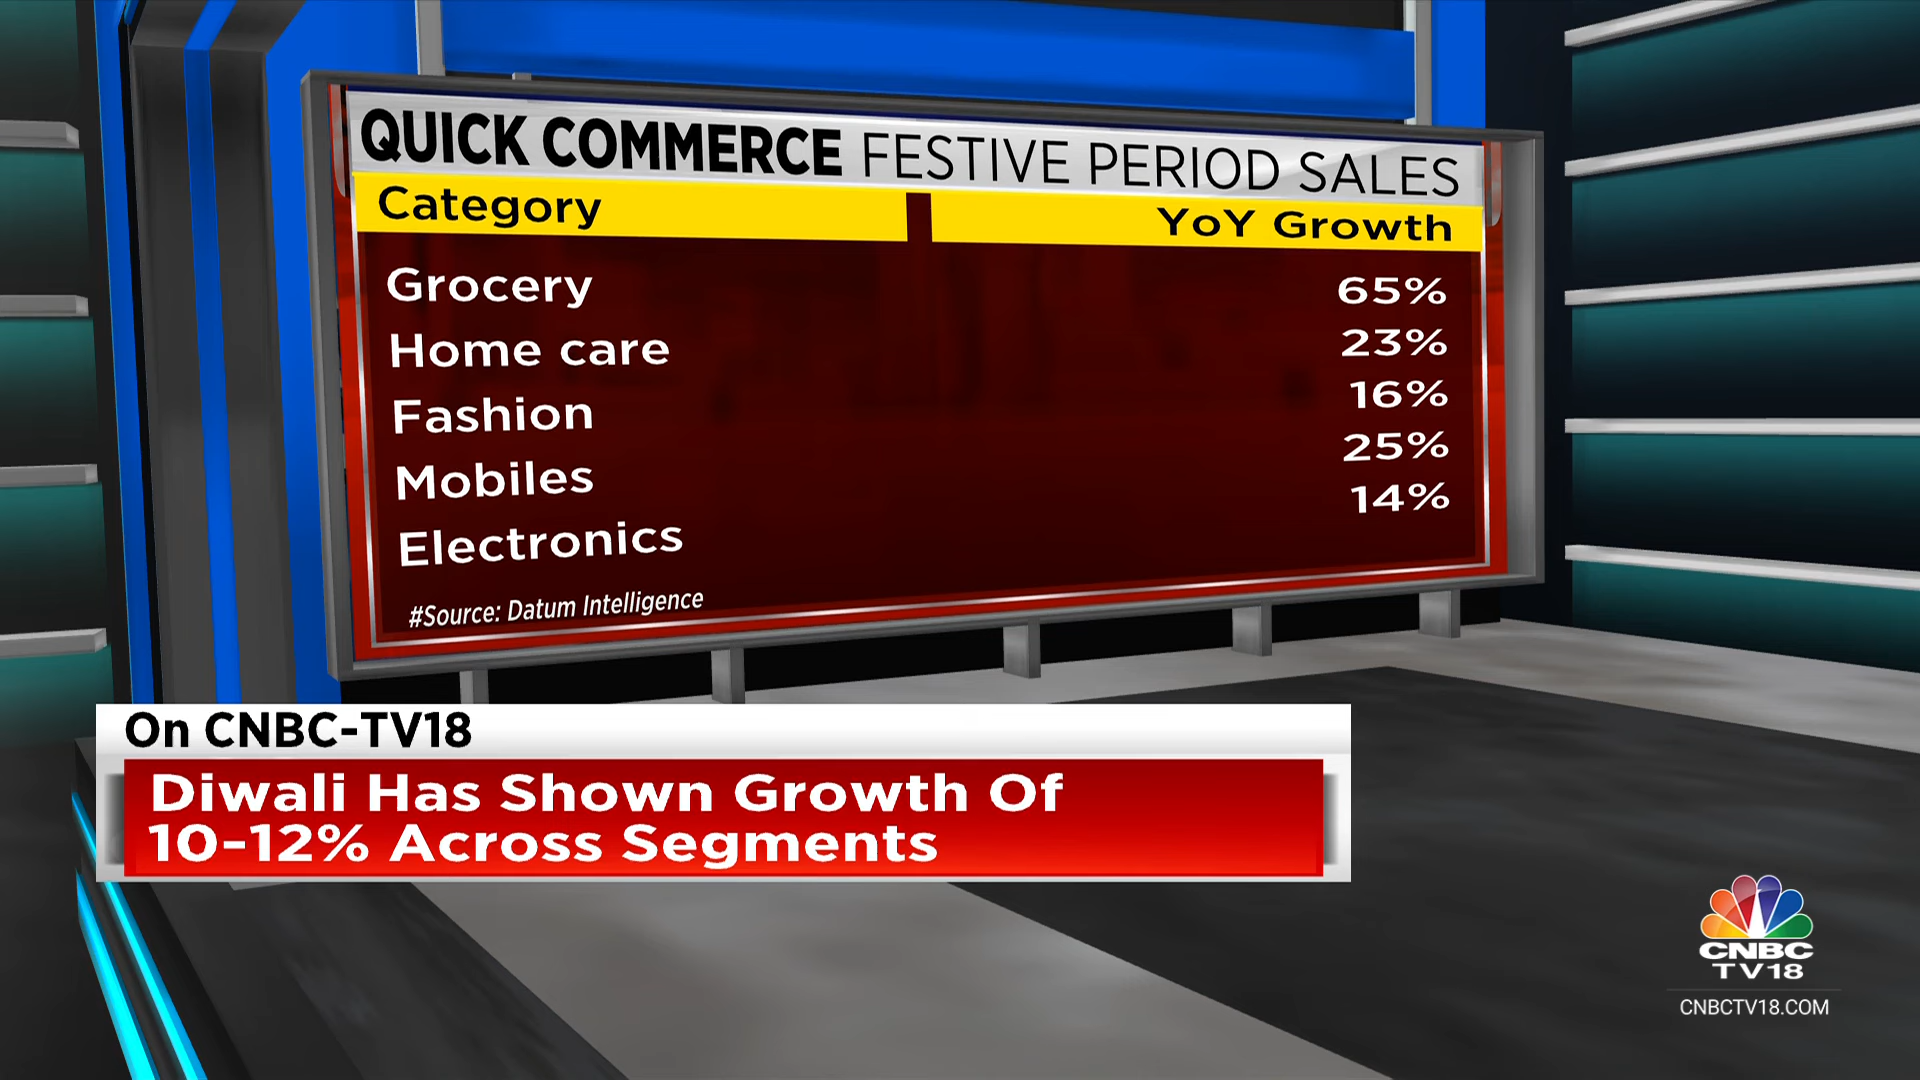 QUICK COMMERCE FESTIVE PERIOD SALES
Category YoY Growth
Grocery 65%
Home care 23%
Fashion 16%
Mobiles 25%
Electronics 14%
#Source: Datum Intelligence
On CNBC-TV18
Diwali Has Shown Growth Of
10-12% Across Segments
CNBC
TV18
CNBCTV18.COM